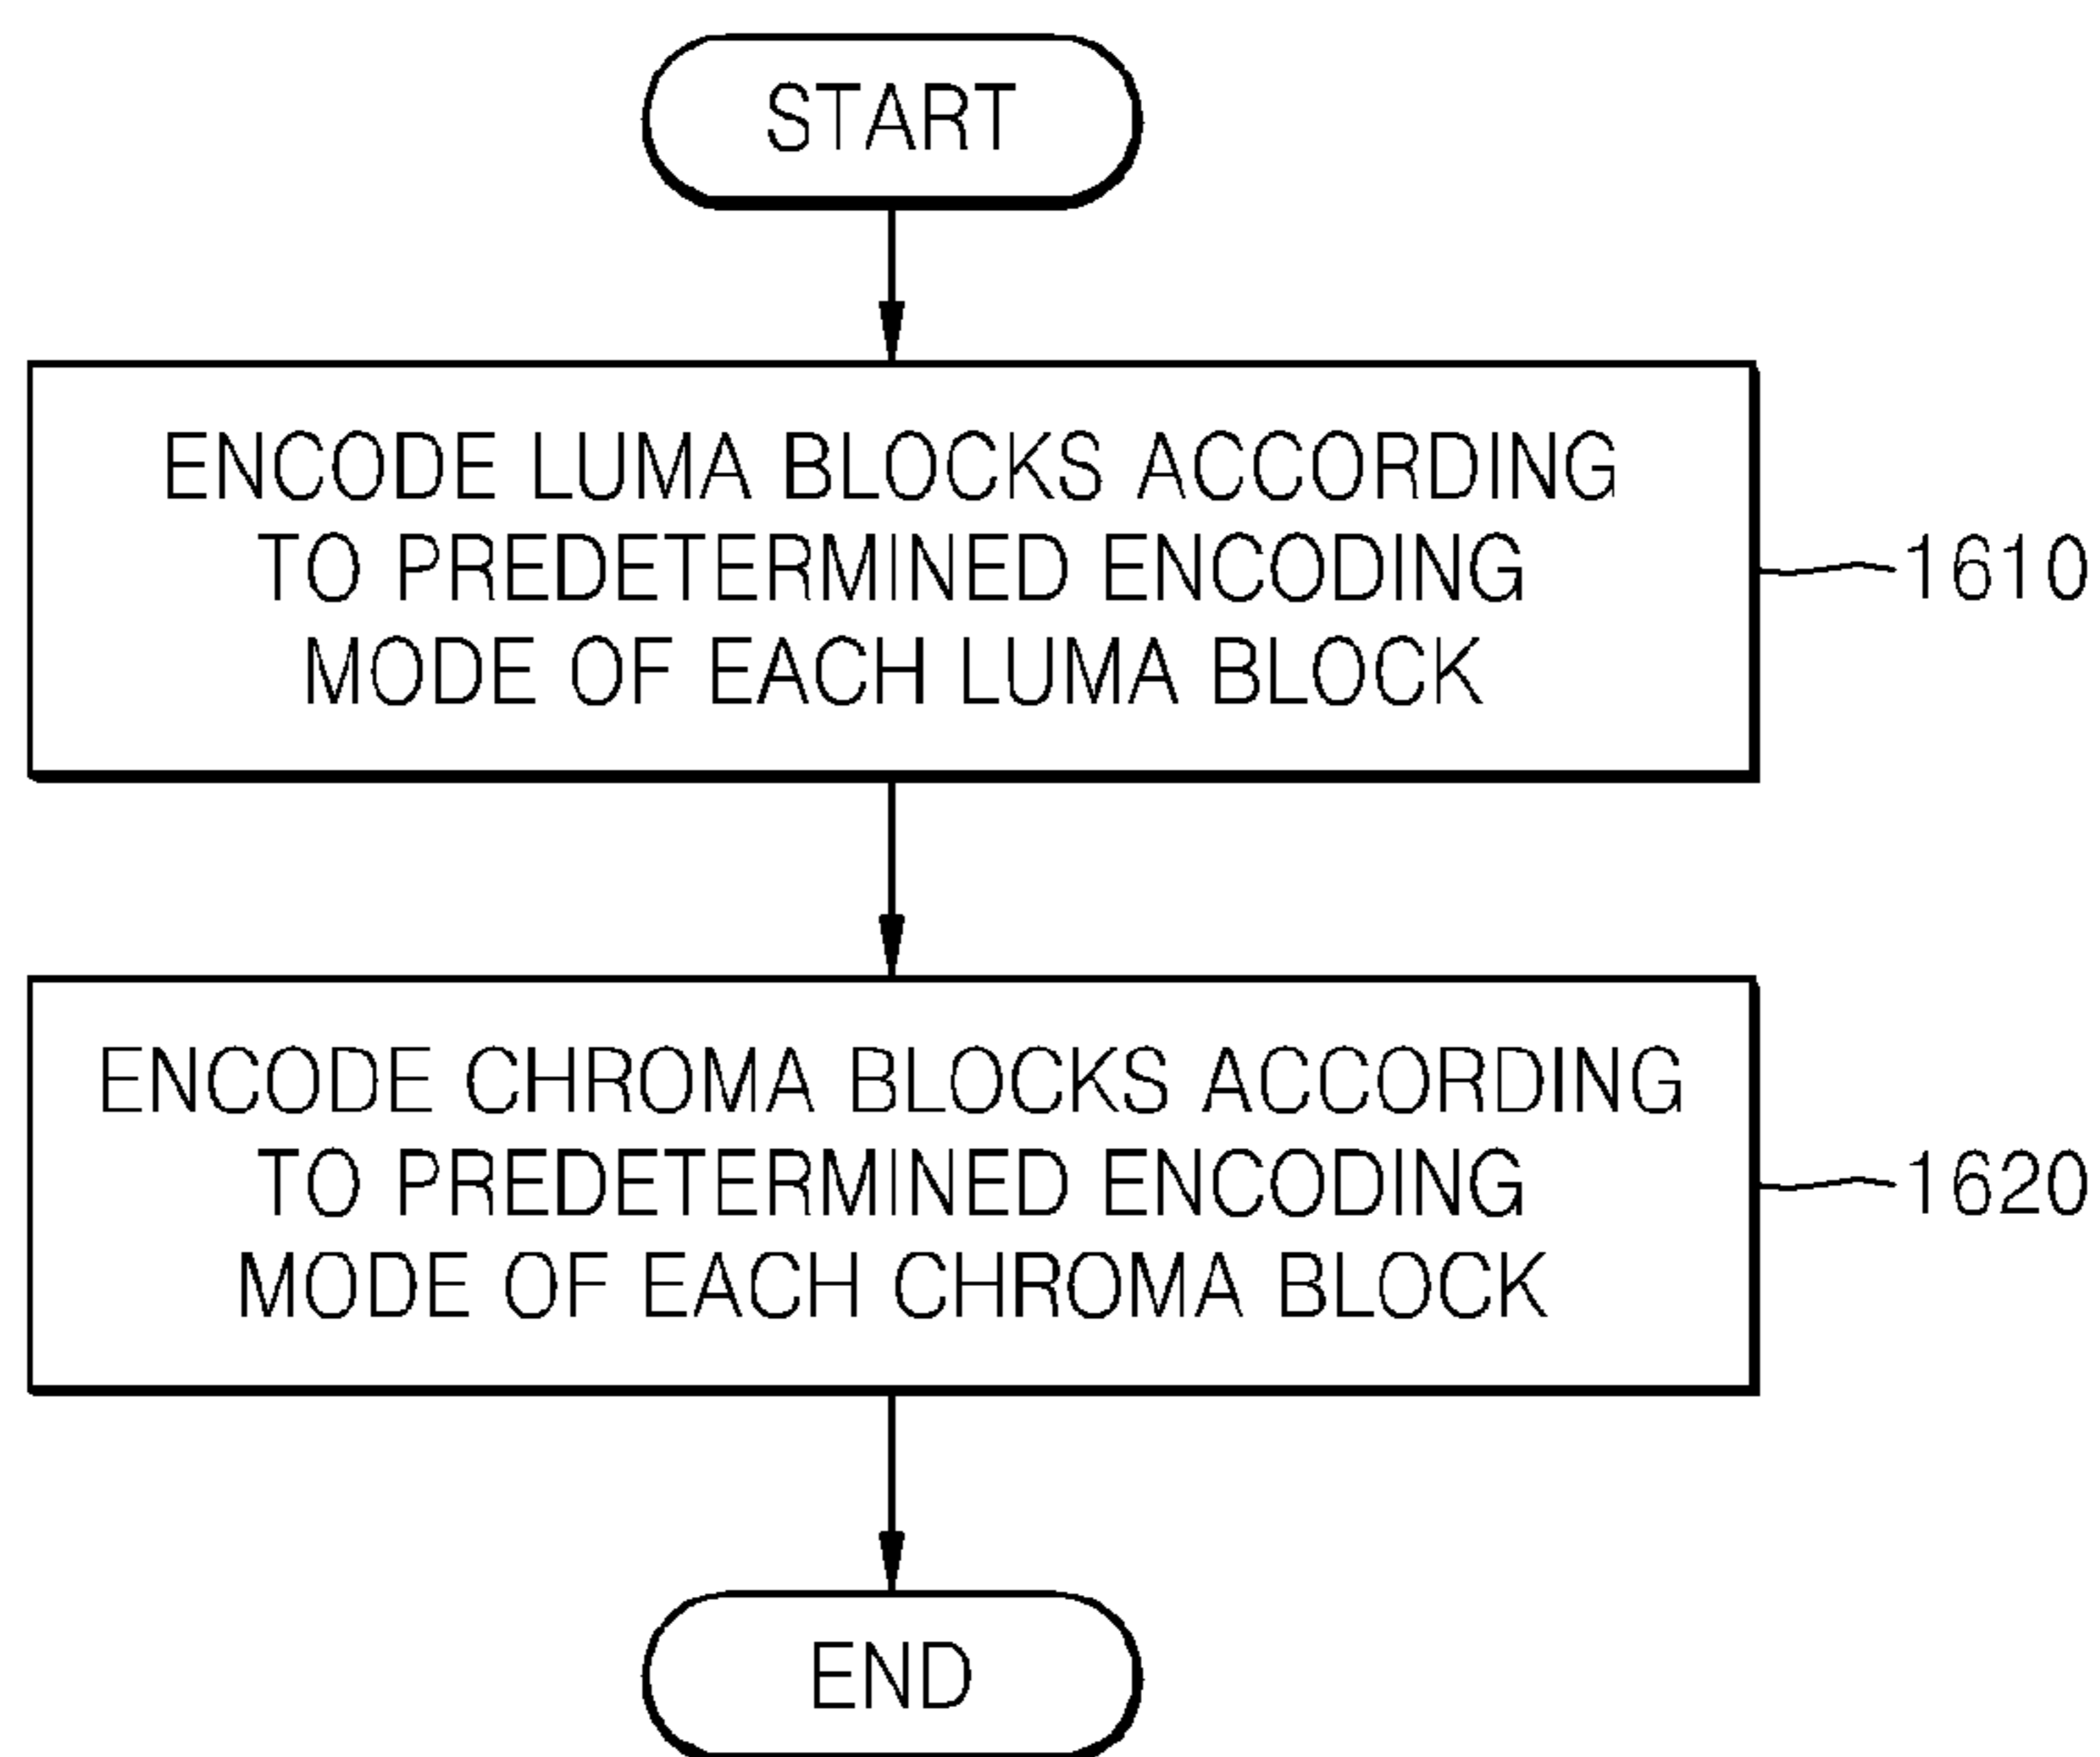 START
ENCODE LUMA BLOCKS ACCORDING
TO PREDETERMINED ENCODING
MODE OF EACH LUMA BLOCK
1610
ENCODE CHROMA BLOCKS ACCORDING
TO PREDETERMINED ENCODING
MODE OF EACH CHROMA BLOCK
1620
END